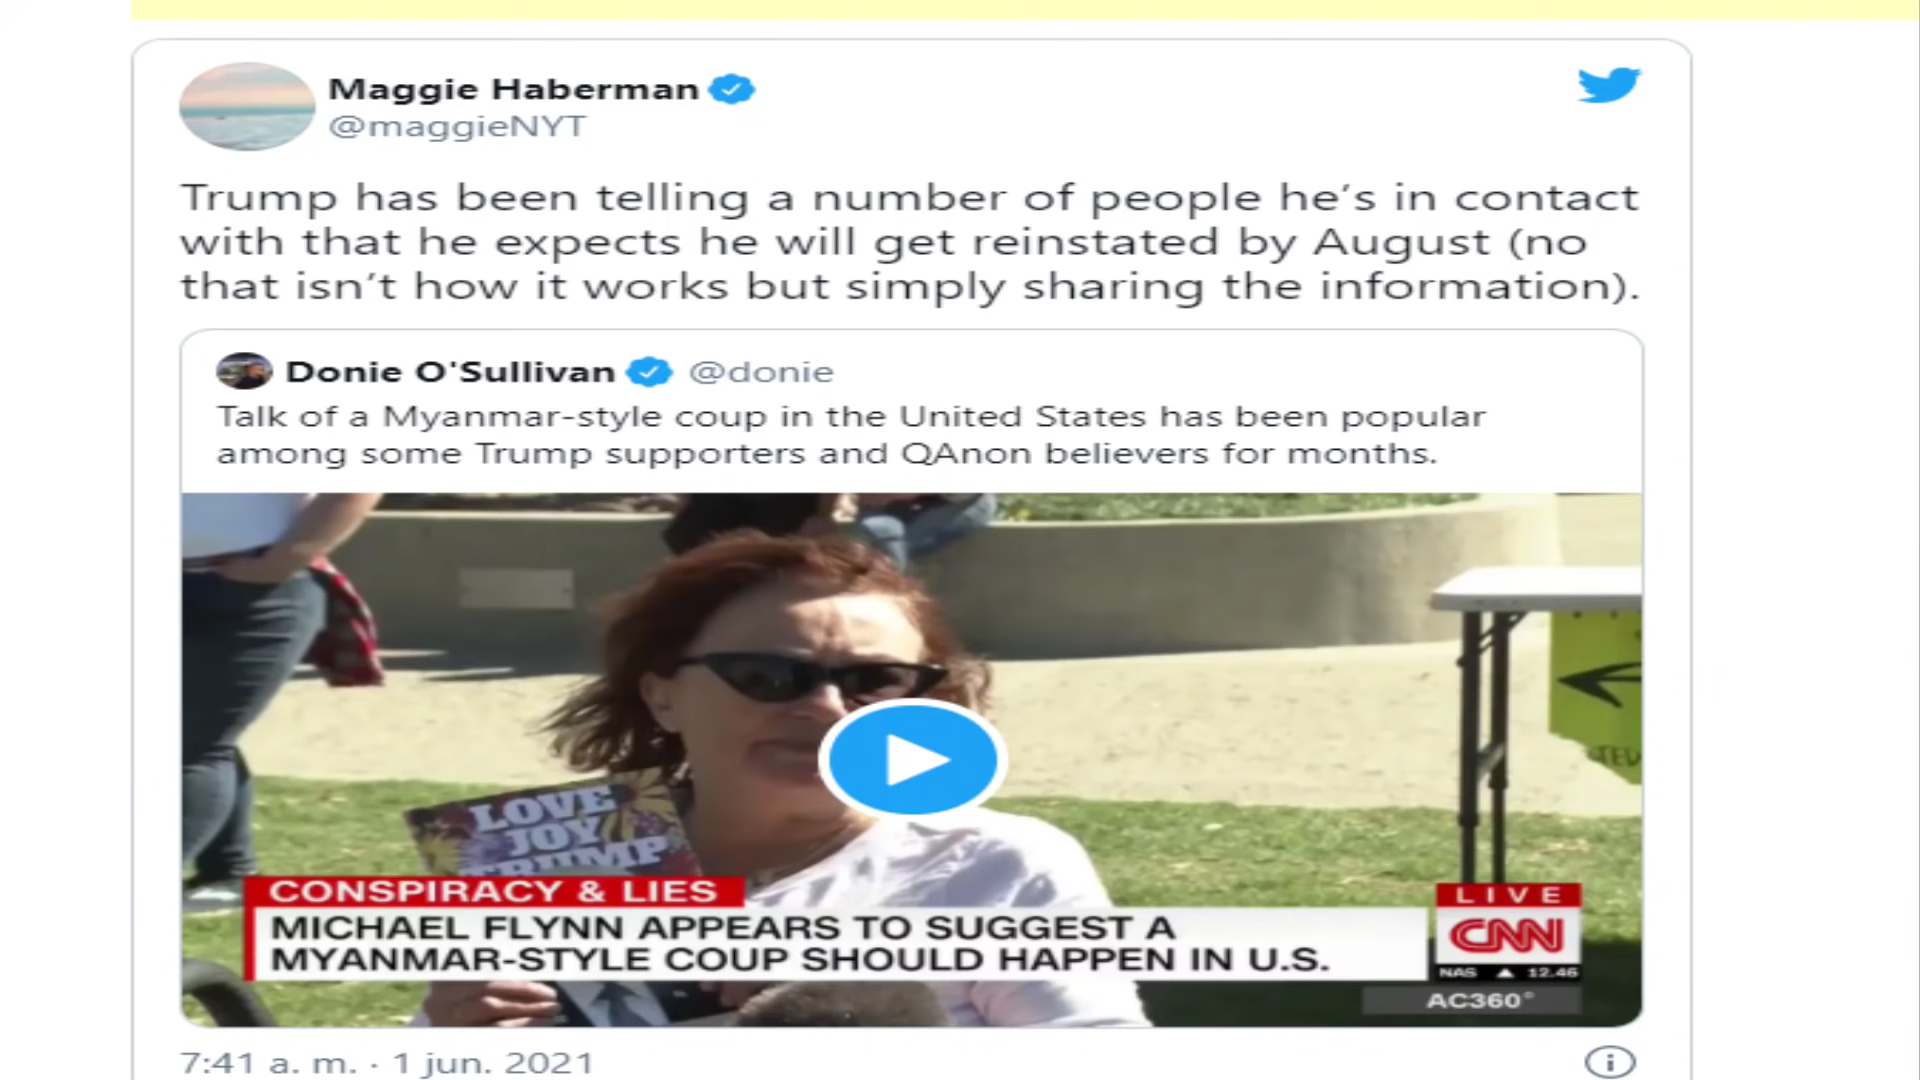 Maggie Haberman
@maggieNYT
Trump has been telling a number of people he's in contact
with that he expects he will get reinstated by August (no
that isn't how it works but simply sharing the information).
Donie O'Sullivan @donie
Talk of a Myanmar-style coup in the United States has been popular
among some Trump supporters and QAnon believers for months.
LOVE
JOY
TRUMP
CONSPIRACY & LIES
MICHAEL FLYNN APPEARS TO SUGGEST A
MYANMAR-STYLE COUP SHOULD HAPPEN IN U.S.
LIVE
CNN
NAS ▲ 12.46
AC360°
7:41 a. m. · 1 jun. 2021